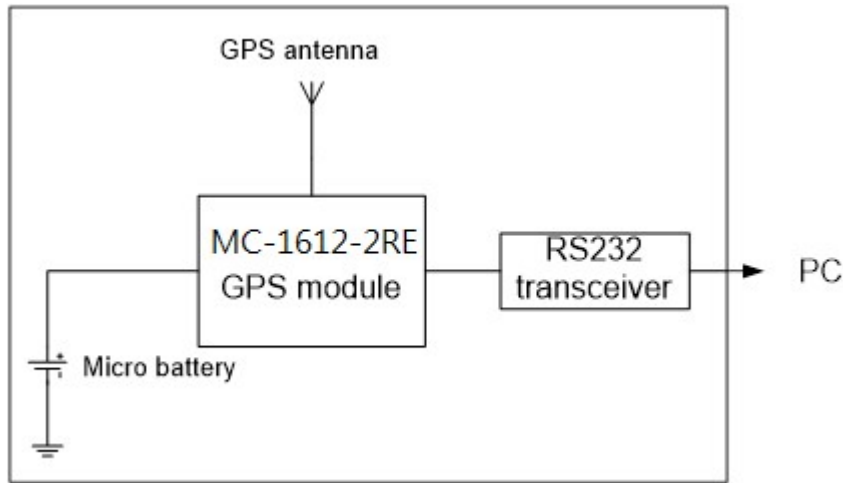 GPS antenna
MC-1612-2RE
GPS module
RS232
transceiver
PC
+
-
Micro battery